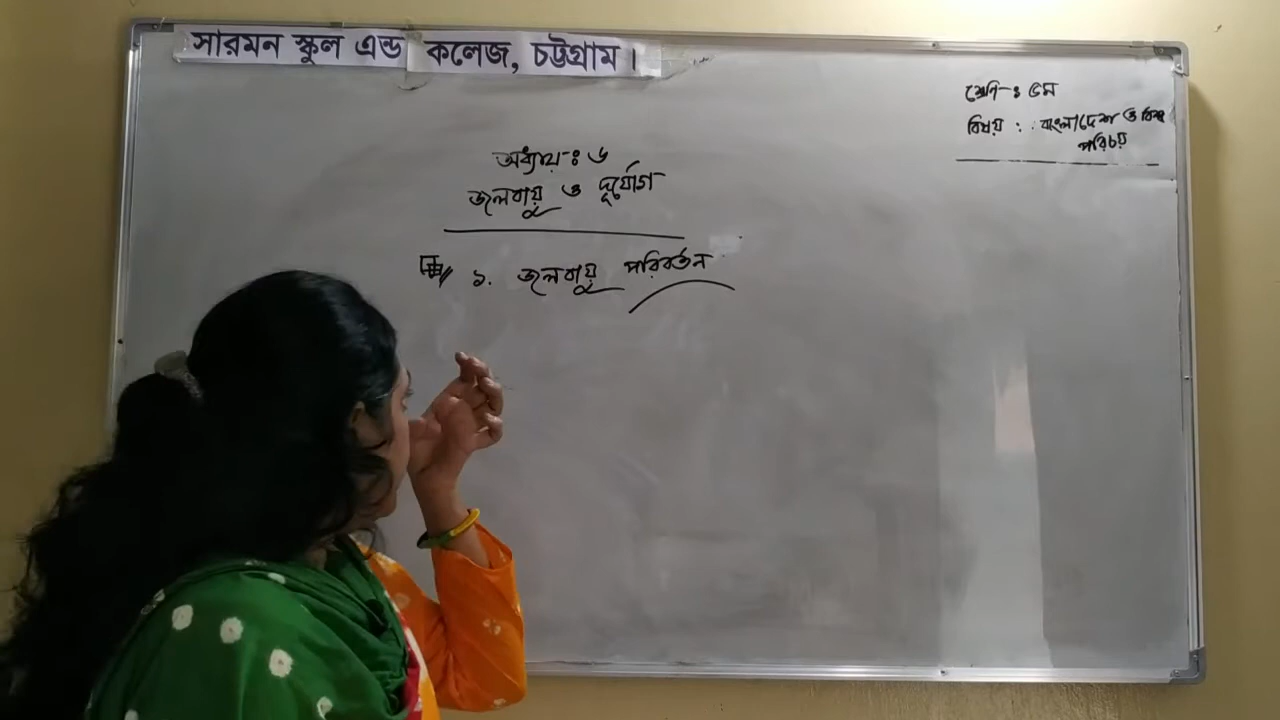 সারমন স্কুল এন্ড কলেজ, চট্টগ্রাম।
শ্রেণি-ঃ ৫ম
বিষয় : বাংলাদেশ ও বিশ্ব
পরিচয়
অধ্যায়-ঃ ৬
জলবায়ু ও দূর্যোগ
১. জলবায়ু পরিবর্তন